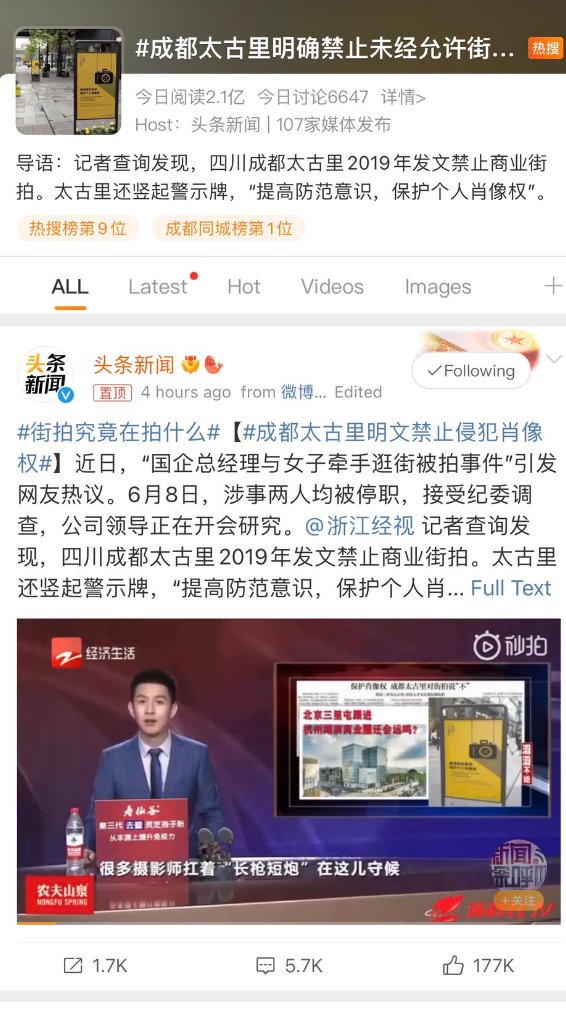 #成都太古里明确禁止未经允许街...
热搜
今日阅读2.1亿 今日讨论6647 详情>
Host: 头条新闻 | 107家媒体发布
导语：记者查询发现，四川成都太古里2019年发文禁止商业街
拍。太古里还竖起警示牌，“提高防范意识，保护个人肖像权”。
热搜榜第9位 成都同城榜第1位
ALL Latest Hot Videos Images
头条
新闻
头条新闻
Following
置顶 4 hours ago from 微博... Edited
#街拍究竟在拍什么#【#成都太古里明文禁止侵犯肖像
权#】近日，“国企总经理与女子牵手逛街被拍事件”引发
网友热议。6月8日，涉事两人均被停职，接受纪委调
查，公司领导正在开会研究。@浙江经视 记者查询发
现，四川成都太古里2019年发文禁止商业街拍。太古里
还竖起警示牌，“提高防范意识，保护个人肖... Full Text
经济生活
秒拍
保护肖像权 成都太古里对街拍说“不”
北京三里屯跟进
杭州湖滨商业圈还会远吗？
寿仙谷
第三代 去壁 灵芝孢子粉
从本源上提升免疫力
很多摄影师扛着“长枪短炮”在这儿守候
新闻
+关注
农夫山泉
NONGFU SPRING
1.7K 5.7K 177K